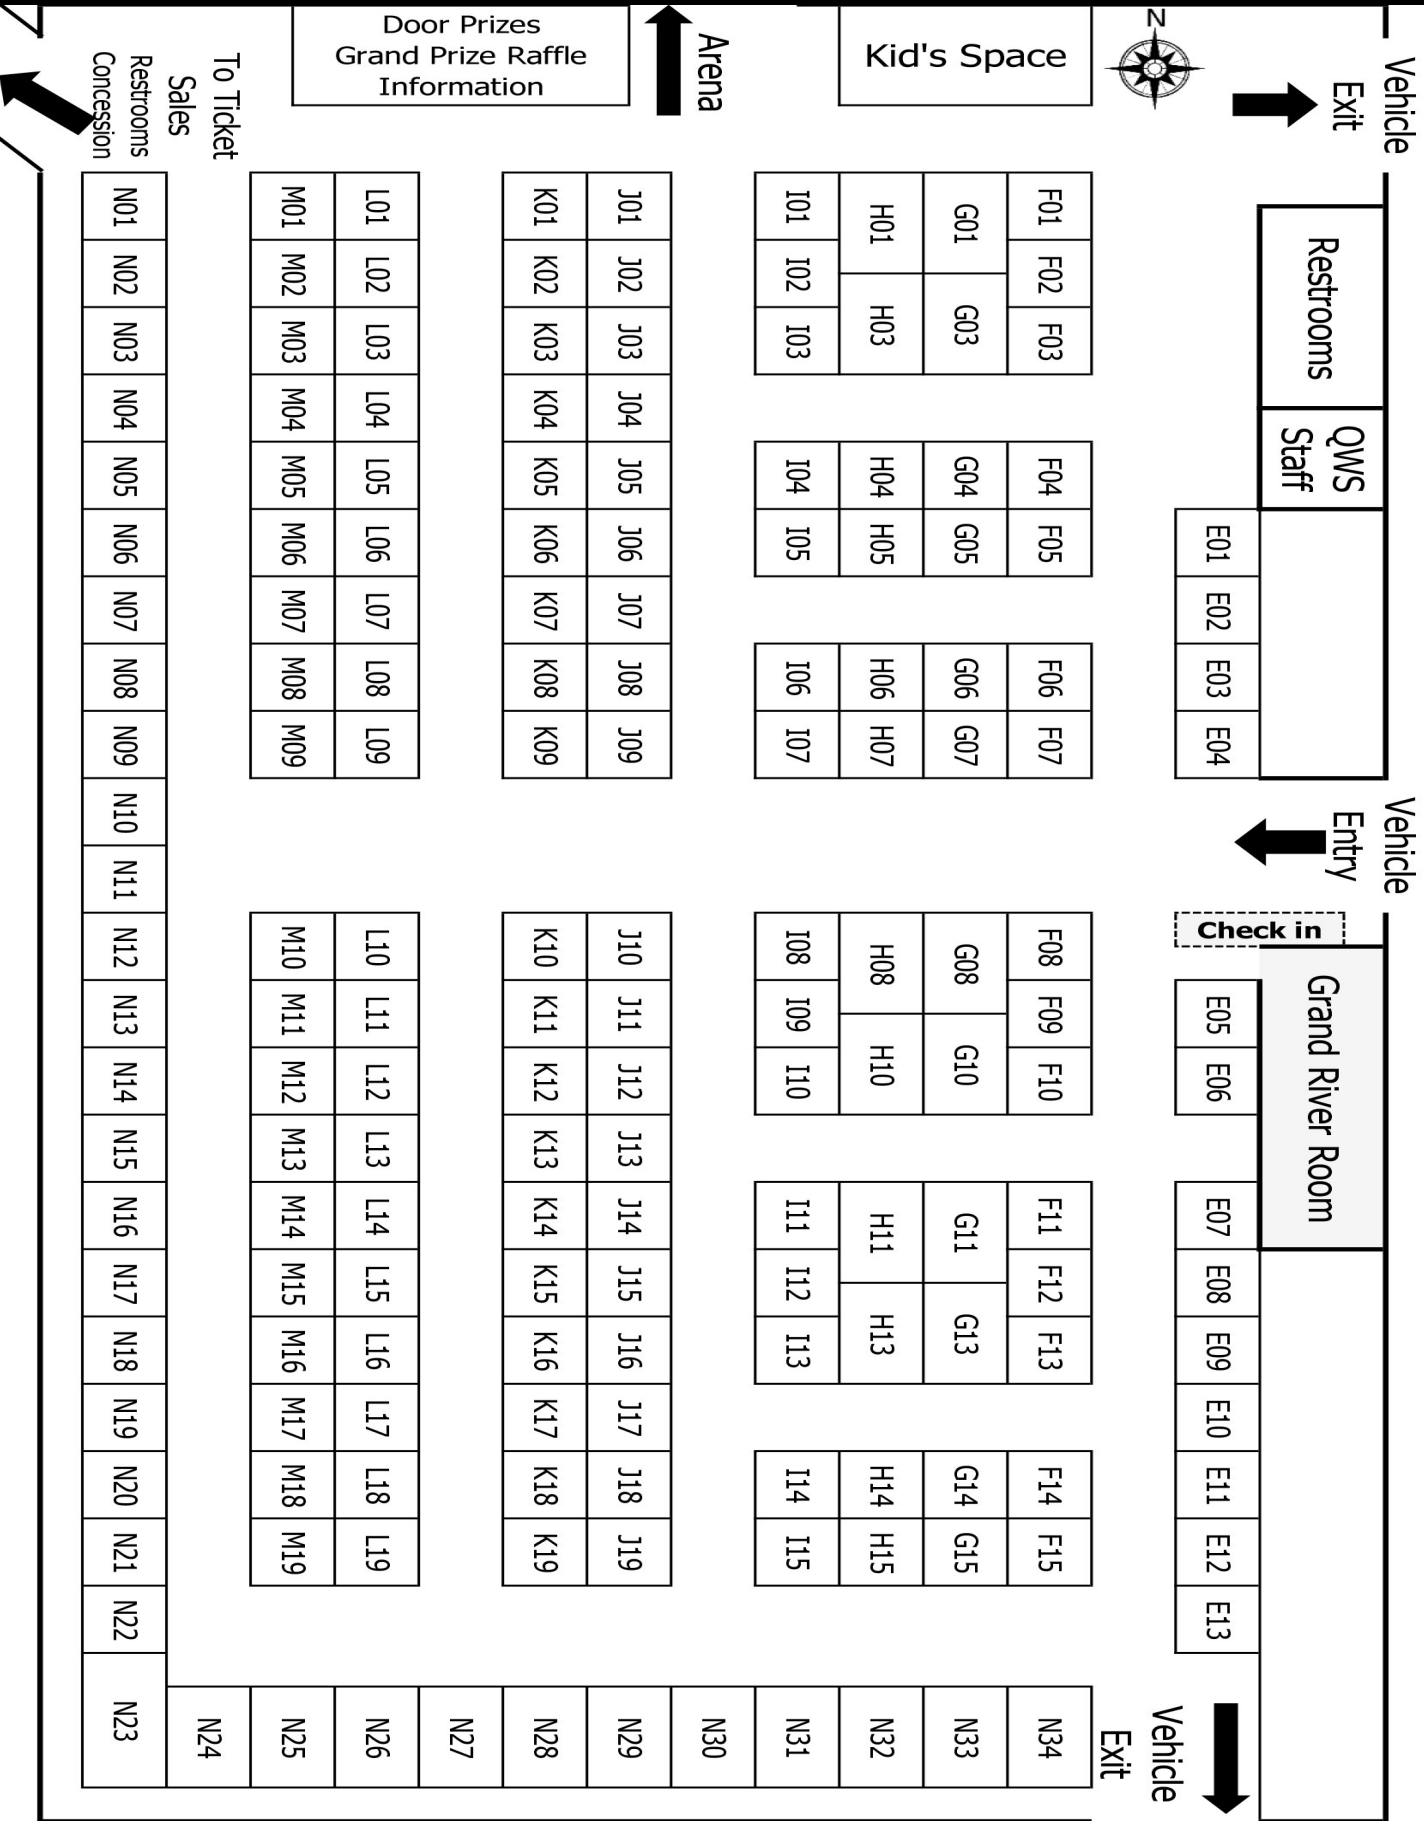 Door Prizes
Grand Prize Raffle
Information
Arena
Kid's Space
N
Vehicle
Exit
To Ticket
Sales
Restrooms
Concession
N01
N02
N03
N04
N05
N06
N07
N08
N09
N10
N11
N12
N13
N14
N15
N16
N17
N18
N19
N20
N21
N22
N23
M01
M02
M03
M04
M05
M06
M07
M08
M09
M10
M11
M12
M13
M14
M15
M16
M17
M18
M19
L01
L02
L03
L04
L05
L06
L07
L08
L09
L10
L11
L12
L13
L14
L15
L16
L17
L18
L19
K01
K02
K03
K04
K05
K06
K07
K08
K09
K10
K11
K12
K13
K14
K15
K16
K17
K18
K19
J01
J02
J03
J04
J05
J06
J07
J08
J09
J10
J11
J12
J13
J14
J15
J16
J17
J18
J19
I01
I02
I03
I04
I05
I06
I07
I08
I09
I10
I11
I12
I13
I14
I15
H01
H03
H04
H05
H06
H07
H08
H10
H11
H13
H14
H15
G01
G03
G04
G05
G06
G07
G08
G10
G11
G13
G14
G15
F01
F02
F03
F04
F05
F06
F07
F08
F09
F10
F11
F12
F13
F14
F15
Restrooms
QWS
Staff
E01
E02
E03
E04
Vehicle
Entry
Check in
Grand River Room
E05
E06
E07
E08
E09
E10
E11
E12
E13
N24
N25
N26
N27
N28
N29
N30
N31
N32
N33
N34
Vehicle
Exit